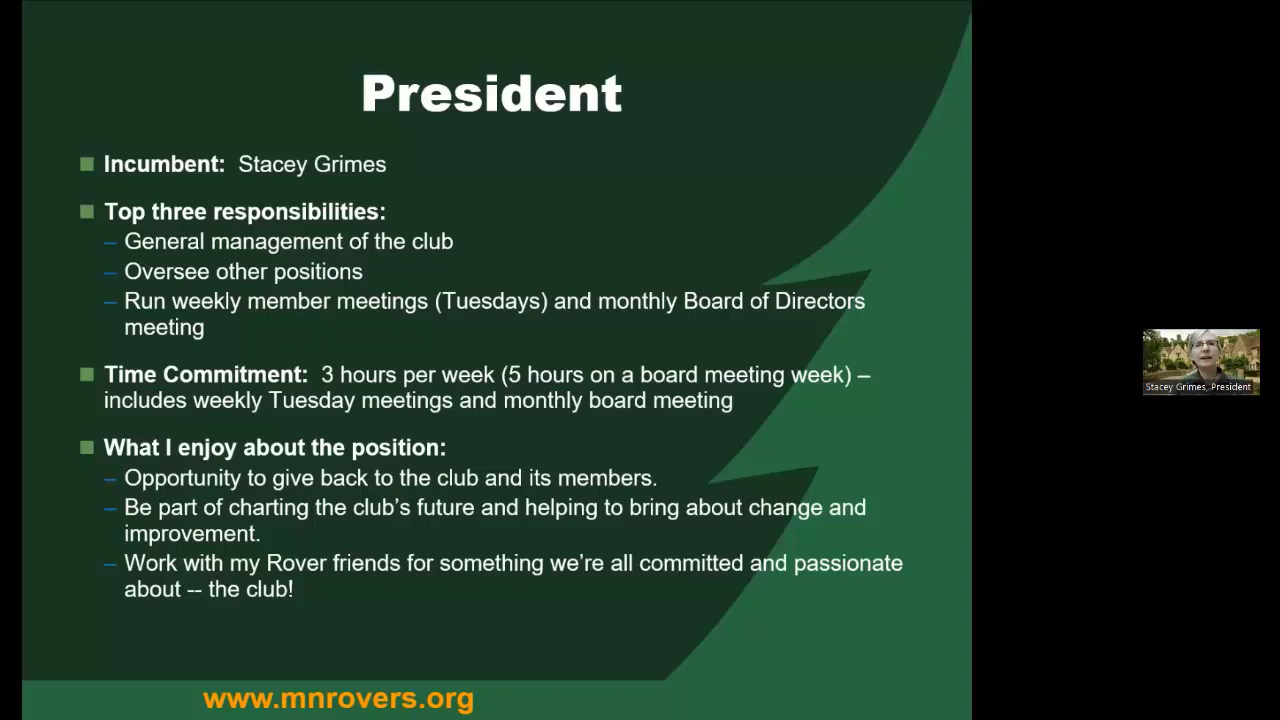 President
Incumbent: Stacey Grimes
Top three responsibilities:
– General management of the club
– Oversee other positions
– Run weekly member meetings (Tuesdays) and monthly Board of Directors
meeting
Time Commitment: 3 hours per week (5 hours on a board meeting week) –
includes weekly Tuesday meetings and monthly board meeting
What I enjoy about the position:
– Opportunity to give back to the club and its members.
– Be part of charting the club’s future and helping to bring about change and
improvement.
– Work with my Rover friends for something we’re all committed and passionate
about -- the club!
www.mnrovers.org
Stacey Grimes, President